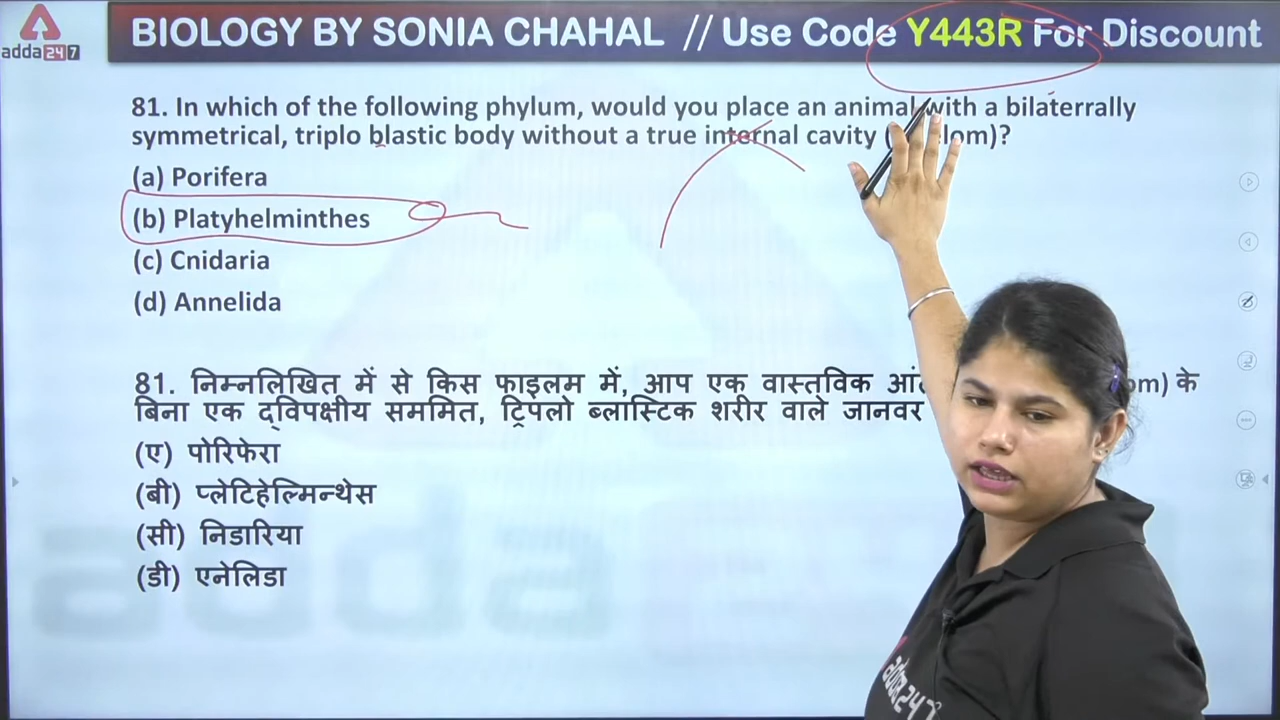 adda247
BIOLOGY BY SONIA CHAHAL // Use Code Y443R For Discount
81. In which of the following phylum, would you place an animal with a bilaterrally
symmetrical, triplo blastic body without a true internal cavity
(a) Porifera
(b) Platyhelminthes
(c) Cnidaria
(d) Annelida
81. निम्नलिखित में से किस फ़ाइलम में, आप एक वास्तविक के
बिना एक द्विपक्षीय सममित, ट्रिपलो ब्लास्टिक शरीर वाले जानवर
(ए) पोरिफेरा
(बी) प्लेटिहेल्मिन्थेस
(सी) निडारिया
(डी) एनेलिडा
adda
adda247